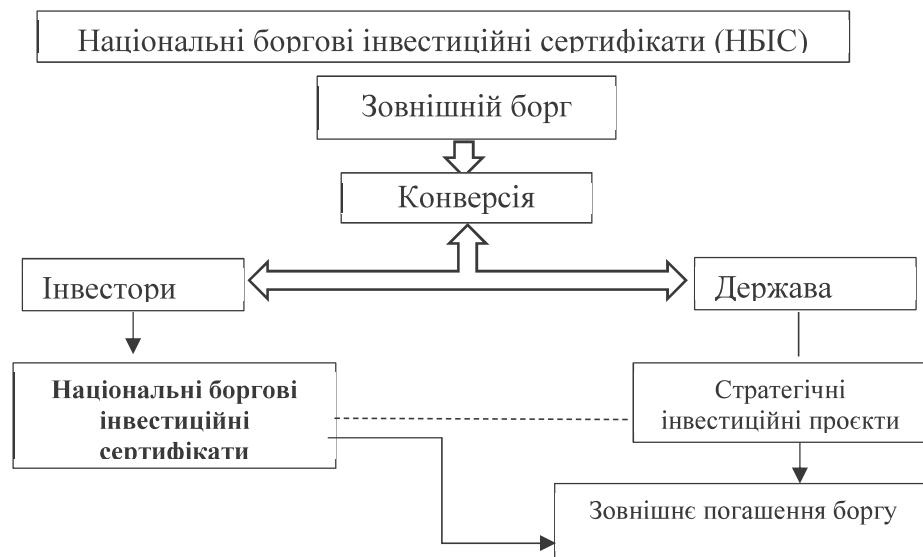 Національні боргові інвестиційні сертифікати (НБІС)
Зовнішній борг
Конверсія
Інвестори
Держава
Національні боргові
інвестиційні
сертифікати
Стратегічні
інвестиційні проєкти
Зовнішнє погашення боргу